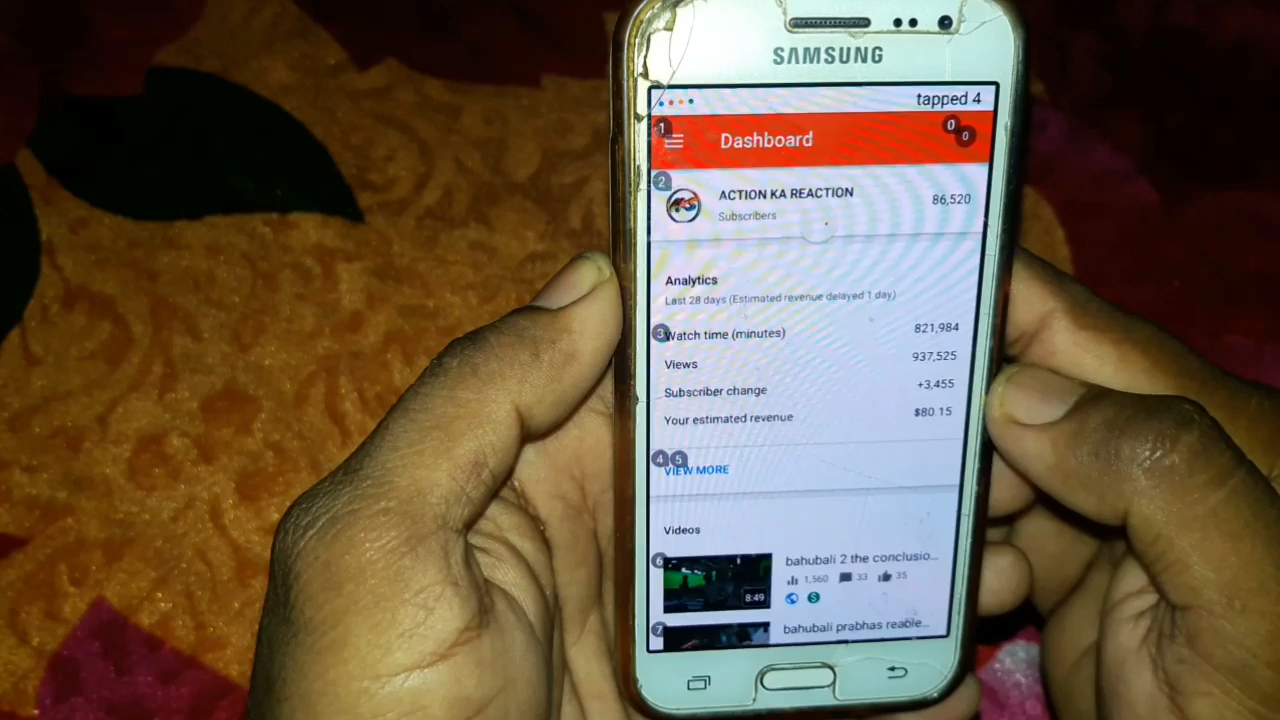 SAMSUNG
tapped 4
1
Dashboard
0
0
2
ACTION KA REACTION
86,520
Subscribers
Analytics
Last 28 days (Estimated revenue delayed 1 day)
3
Watch time (minutes)
821,984
Views
937,525
Subscriber change
+3,455
Your estimated revenue
$80.15
4 5
VIEW MORE
Videos
6
bahubali 2 the conclusio...
1,560 33 35
8:49
$
7
bahubali prabhas reable...